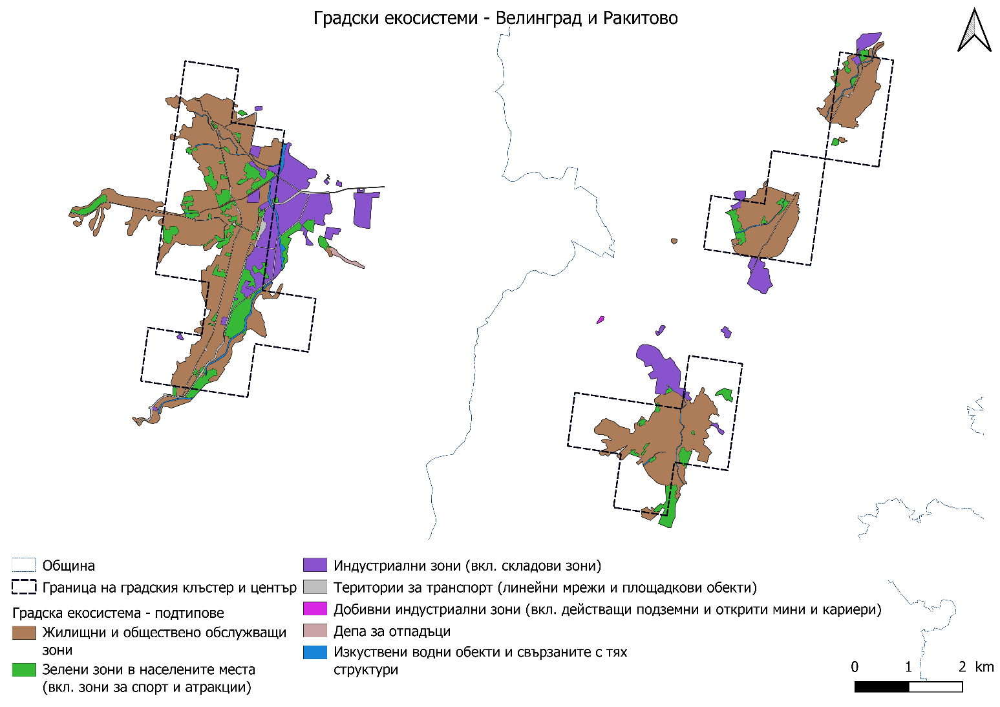 Градски екосистеми - Велинград и Ракитово
Община
Граница на градския клъстер и център
Градска екосистема - подтипове
Жилищни и обществено обслужващи
зони
Зелени зони в населените места
(вкл. зони за спорт и атракции)
Индустриални зони (вкл. складови зони)
Територии за транспорт (линейни мрежи и площадкови обекти)
Добивни индустриални зони (вкл. действащи подземни и открити мини и кариери)
Депа за отпадъци
Изкуствени водни обекти и свързаните с тях
структури
0 1 2 km